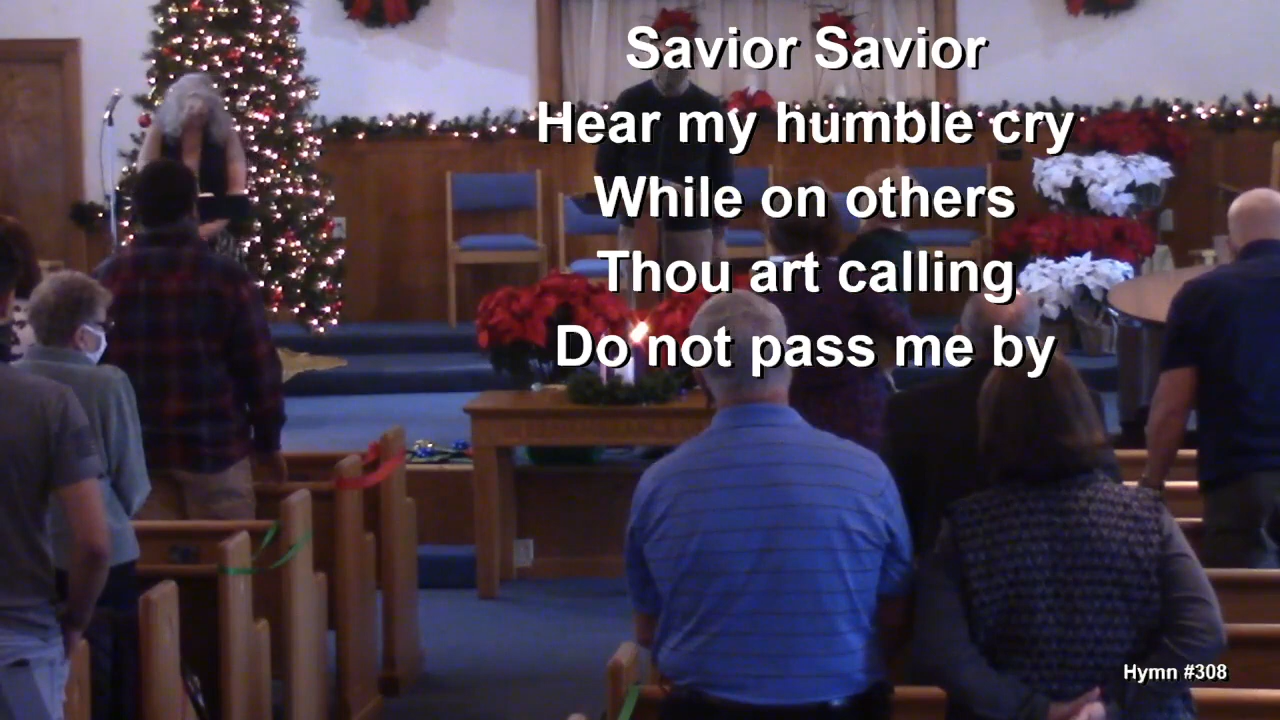 Savior Savior
Hear my humble cry
While on others
Thou art calling
Do not pass me by
Hymn #308